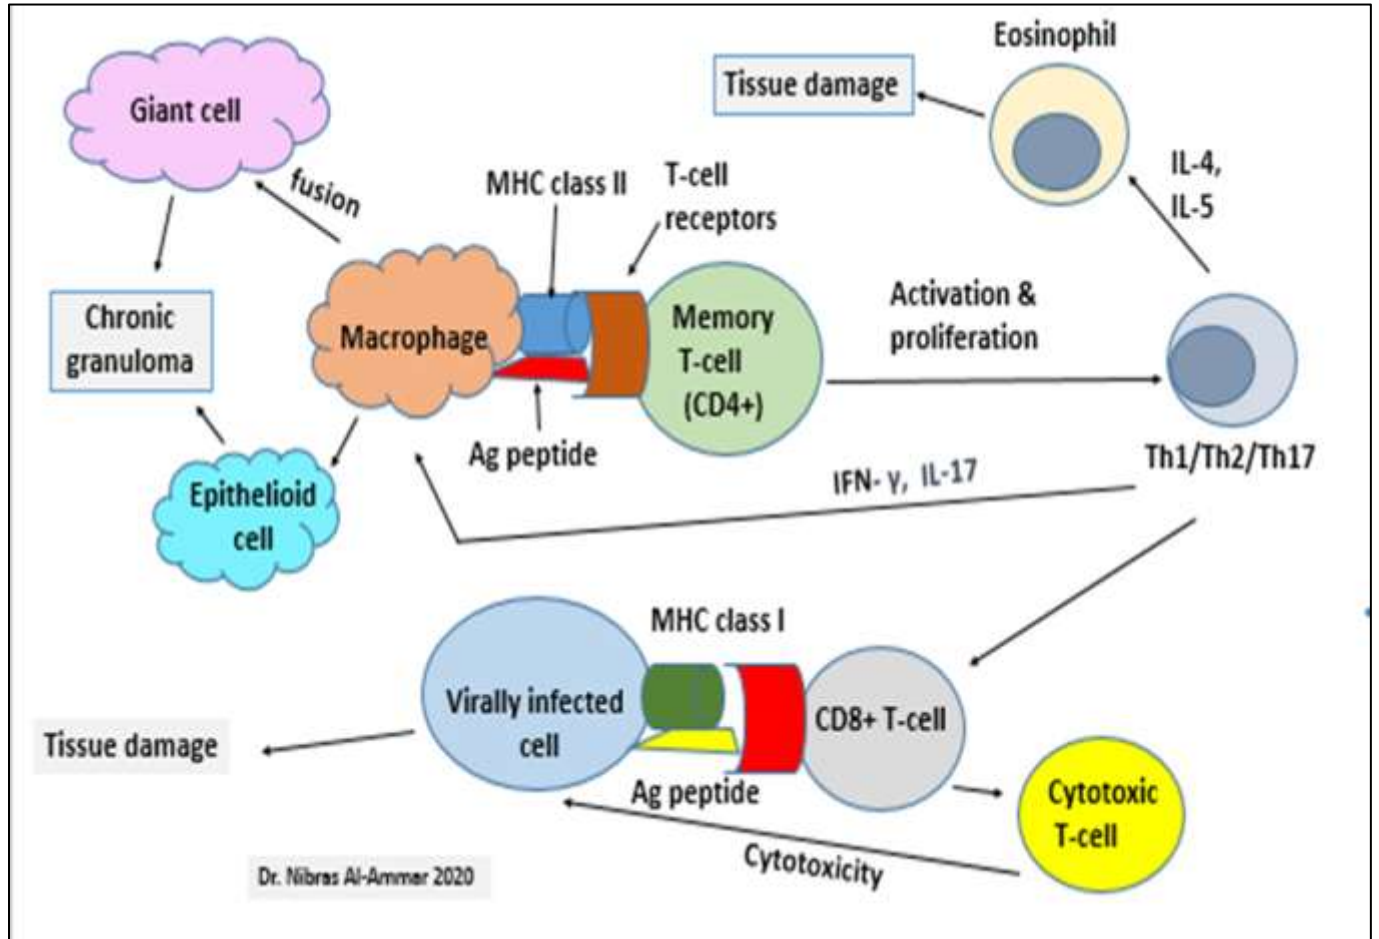 Eosinophil
Giant cell
Tissue damage
fusion
MHC class II
T-cell
receptors
IL-4,
IL-5
Chronic
granuloma
Macrophage
Memory
T-cell
(CD4+)
Activation &
proliferation
Ag peptide
Th1/Th2/Th17
IFN- γ, IL-17
Epithelioid
cell
MHC class I
Virally infected
cell
CD8+ T-cell
Tissue damage
Ag peptide
Cytotoxic
T-cell
Cytotoxicity
Dr. Nibras Al-Ammar 2020